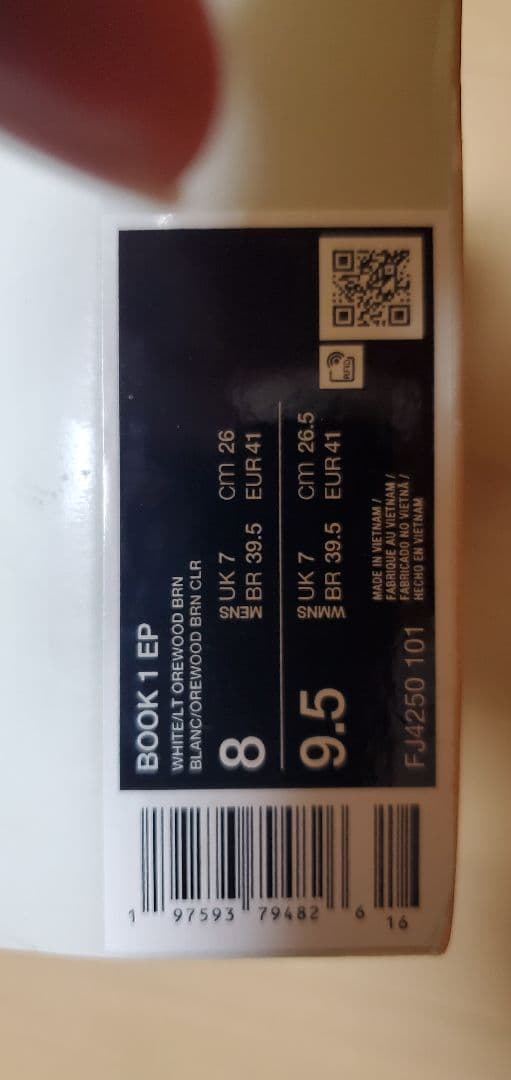 BOOK 1 EP
WHITE/LT OREWOOD BRN
BLANC/OREWOOD BRN CLR
8
MENS
UK 7 cm 26
BR 39.5 EUR 41
9.5
WMNS
UK 7 cm 26.5
BR 39.5 EUR 41
RFID
MADE IN VIETNAM /
FABRIQUE AU VIETNAM /
FABRICADO NO VIETNÃ /
HECHO EN VIETNAM
FJ4250 101
1 97593 79482 6 16